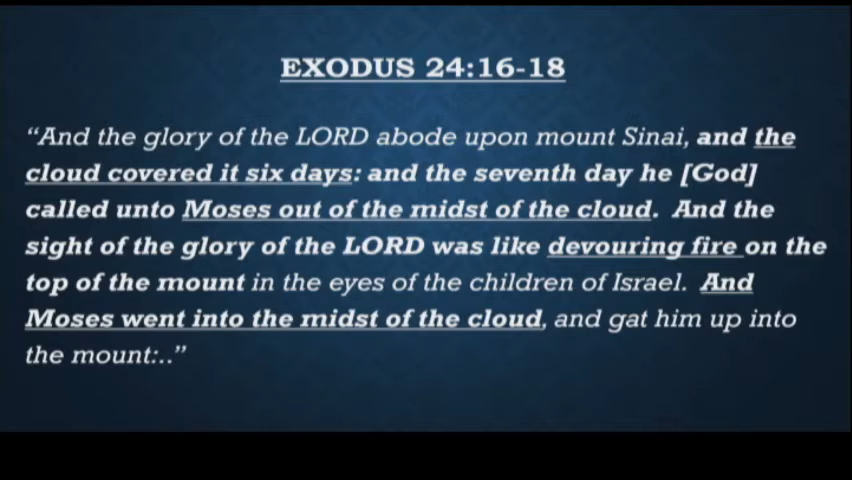 EXODUS 24:16-18
“And the glory of the LORD abode upon mount Sinai, and the
cloud covered it six days: and the seventh day he [God]
called unto Moses out of the midst of the cloud. And the
sight of the glory of the LORD was like devouring fire on the
top of the mount in the eyes of the children of Israel. And
Moses went into the midst of the cloud, and gat him up into
the mount:..”